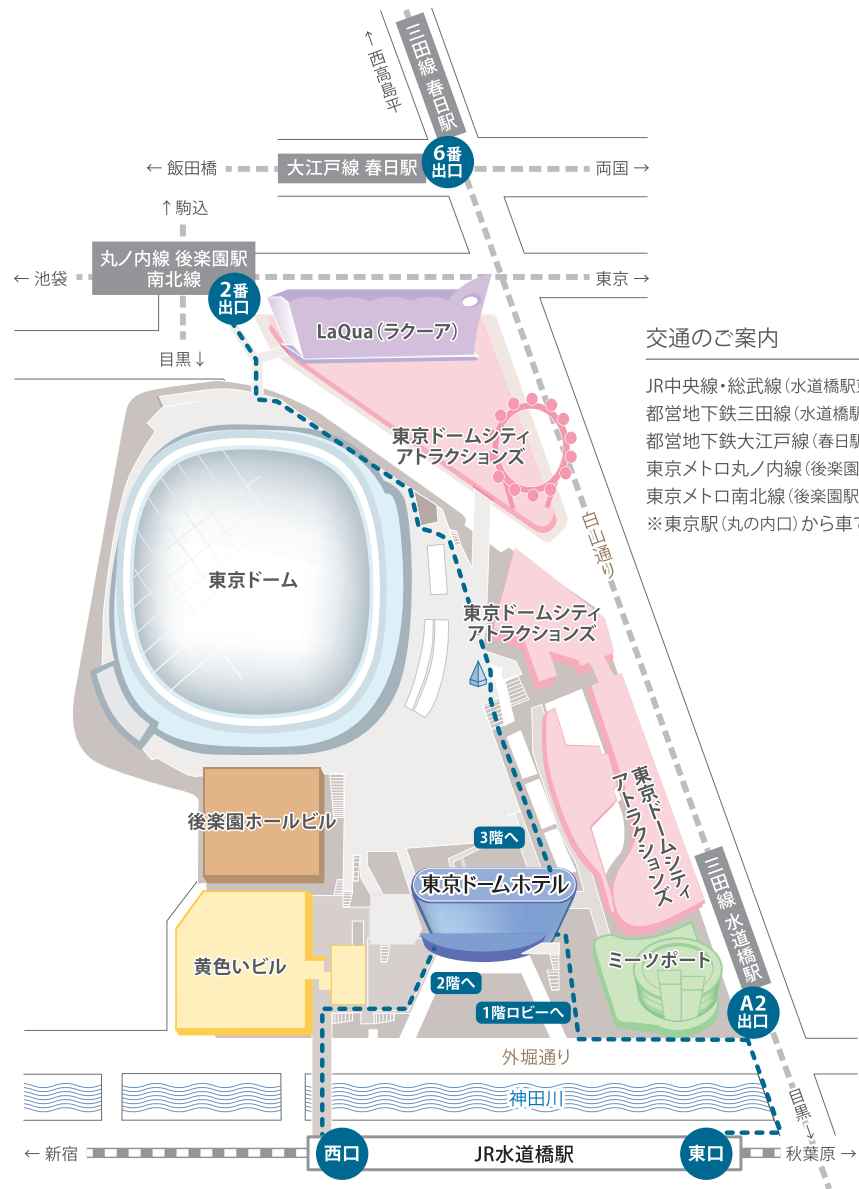 三田線 春日駅
↑西高島平
6番
出口
大江戸線 春日駅
← 飯田橋
両国 →
↑駒込
丸ノ内線 後楽園駅
南北線
← 池袋
東京 →
2番
出口
目黒↓
LaQua（ラクーア）
東京ドームシティ
アトラクションズ
交通のご案内
JR中央線・総武線（水道橋駅
都営地下鉄三田線（水道橋駅
都営地下鉄大江戸線（春日駅
東京メトロ丸ノ内線（後楽園
東京メトロ南北線（後楽園駅
※東京駅（丸の内口）から車で
白山通り
東京ドーム
東京ドームシティ
アトラクションズ
東京ドームシティ
アトラクションズ
後楽園ホールビル
3階へ
東京ドームホテル
三田線 水道橋駅
黄色いビル
ミーツポート
2階へ
1階ロビーへ
A2
出口
外堀通り
神田川
目黒→
← 新宿
西口
JR水道橋駅
東口
秋葉原 →